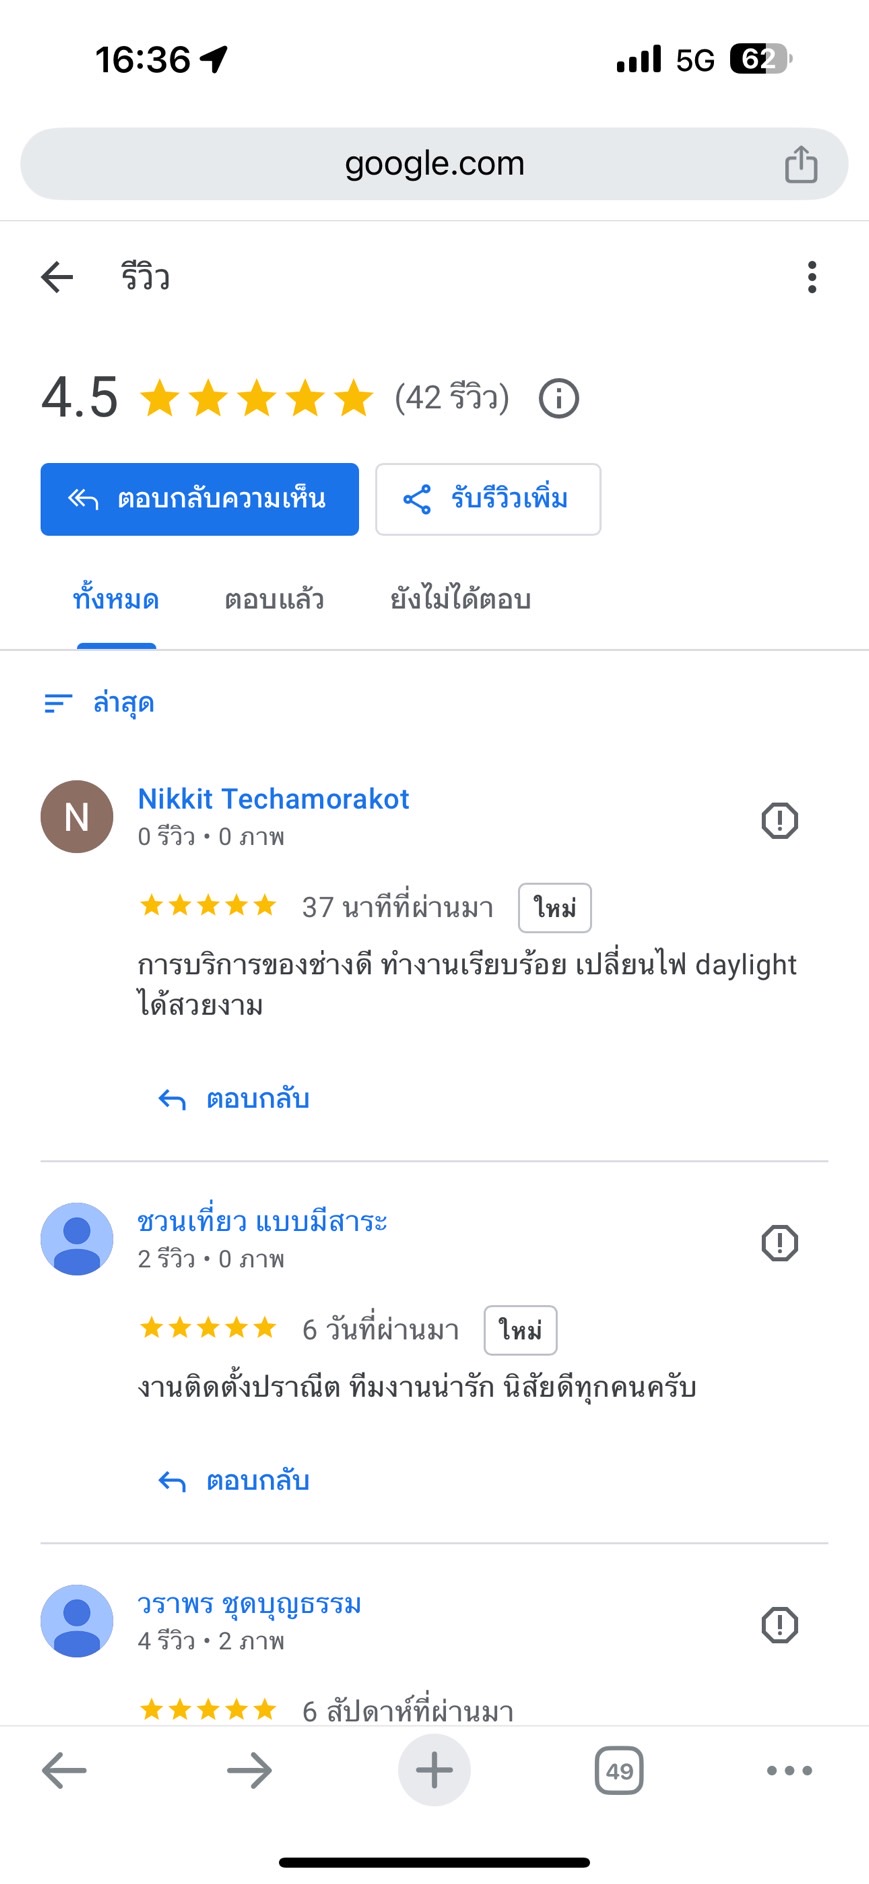 16:36
5G 62
google.com
รีวิว
4.5 (42 รีวิว)
ตอบกลับความเห็น
รับรีวิวเพิ่ม
ทั้งหมด ตอบแล้ว ยังไม่ได้ตอบ
ล่าสุด
N
Nikkit Techamorakot
0 รีวิว • 0 ภาพ
37 นาทีที่ผ่านมา ใหม่
การบริการของช่างดี ทำงานเรียบร้อย เปลี่ยนไฟ daylight
ได้สวยงาม
ตอบกลับ
ชวนเที่ยว แบบมีสาระ
2 รีวิว • 0 ภาพ
6 วันที่ผ่านมา ใหม่
งานติดตั้งปราณีต ทีมงานน่ารัก นิสัยดีทุกคนครับ
ตอบกลับ
วราพร ชุดบุญธรรม
4 รีวิว • 2 ภาพ
6 สัปดาห์ที่ผ่านมา
49